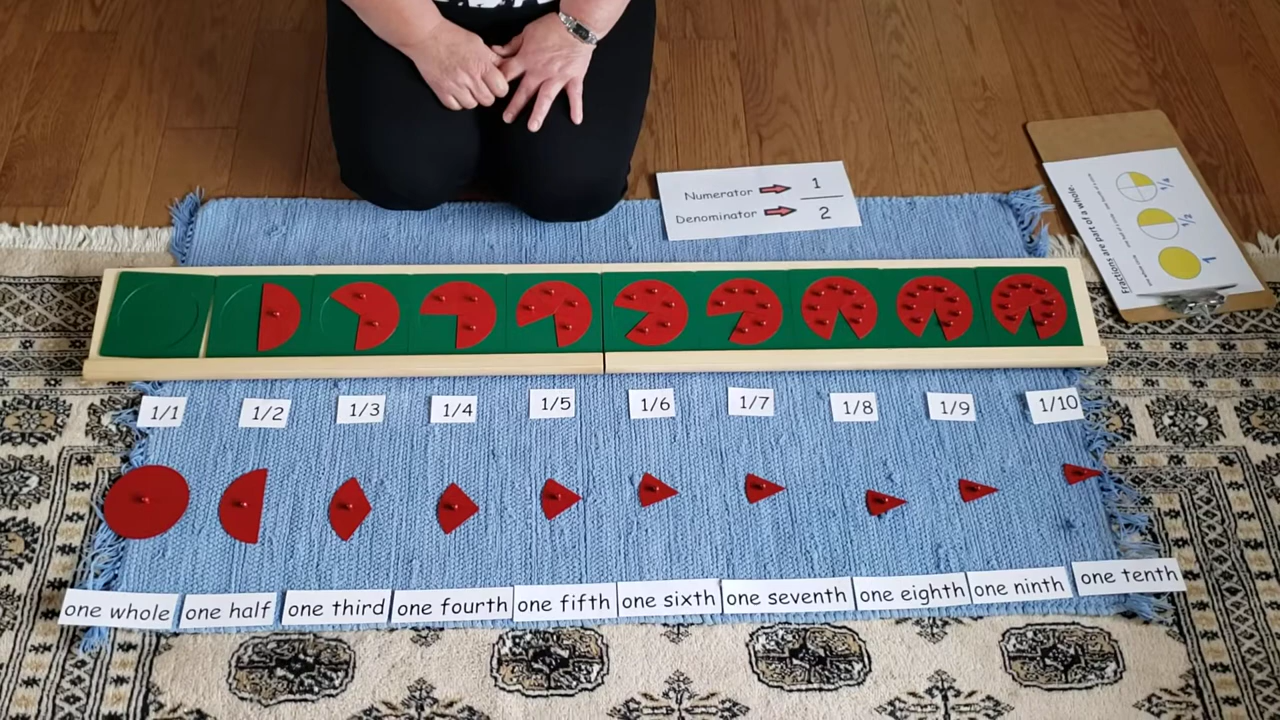 Numerator 1
Denominator 2
Fractions are part of a whole.
1
1/2
1/4
1/1 1/2 1/3 1/4 1/5 1/6 1/7 1/8 1/9 1/10
one whole one half one third one fourth one fifth one sixth one seventh one eighth one ninth one tenth